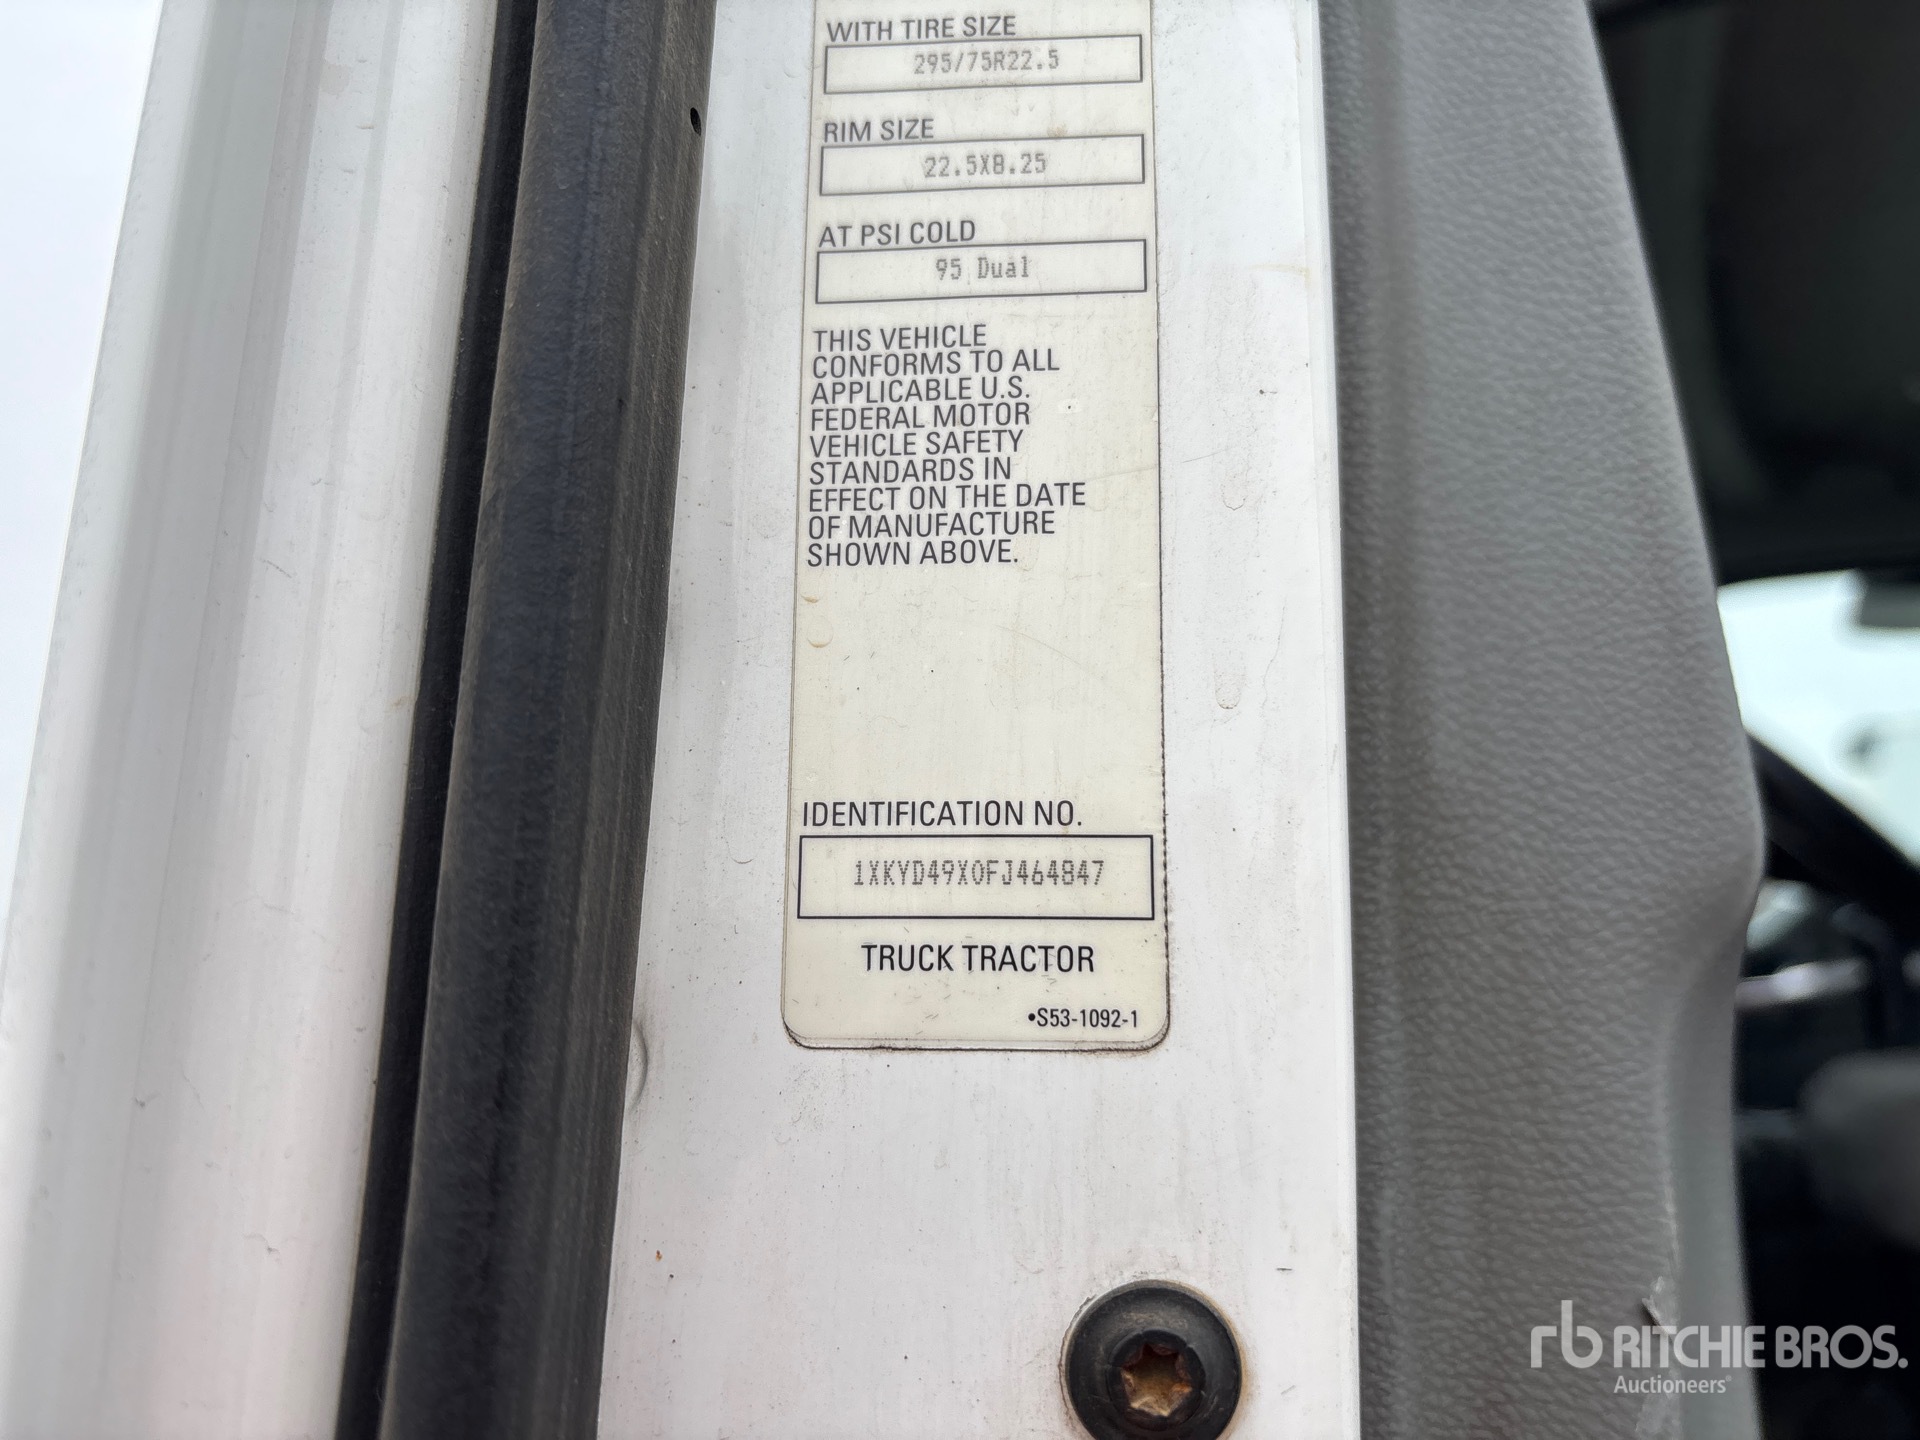 WITH TIRE SIZE
295/75R22.5
RIM SIZE
22.5X8.25
AT PSI COLD
95 Dual
THIS VEHICLE
CONFORMS TO ALL
APPLICABLE U.S.
FEDERAL MOTOR
VEHICLE SAFETY
STANDARDS IN
EFFECT ON THE DATE
OF MANUFACTURE
SHOWN ABOVE.
IDENTIFICATION NO.
1XKYD49X0FJ464847
TRUCK TRACTOR
•S53-1092-1
rb RITCHIE BROS.
Auctioneers